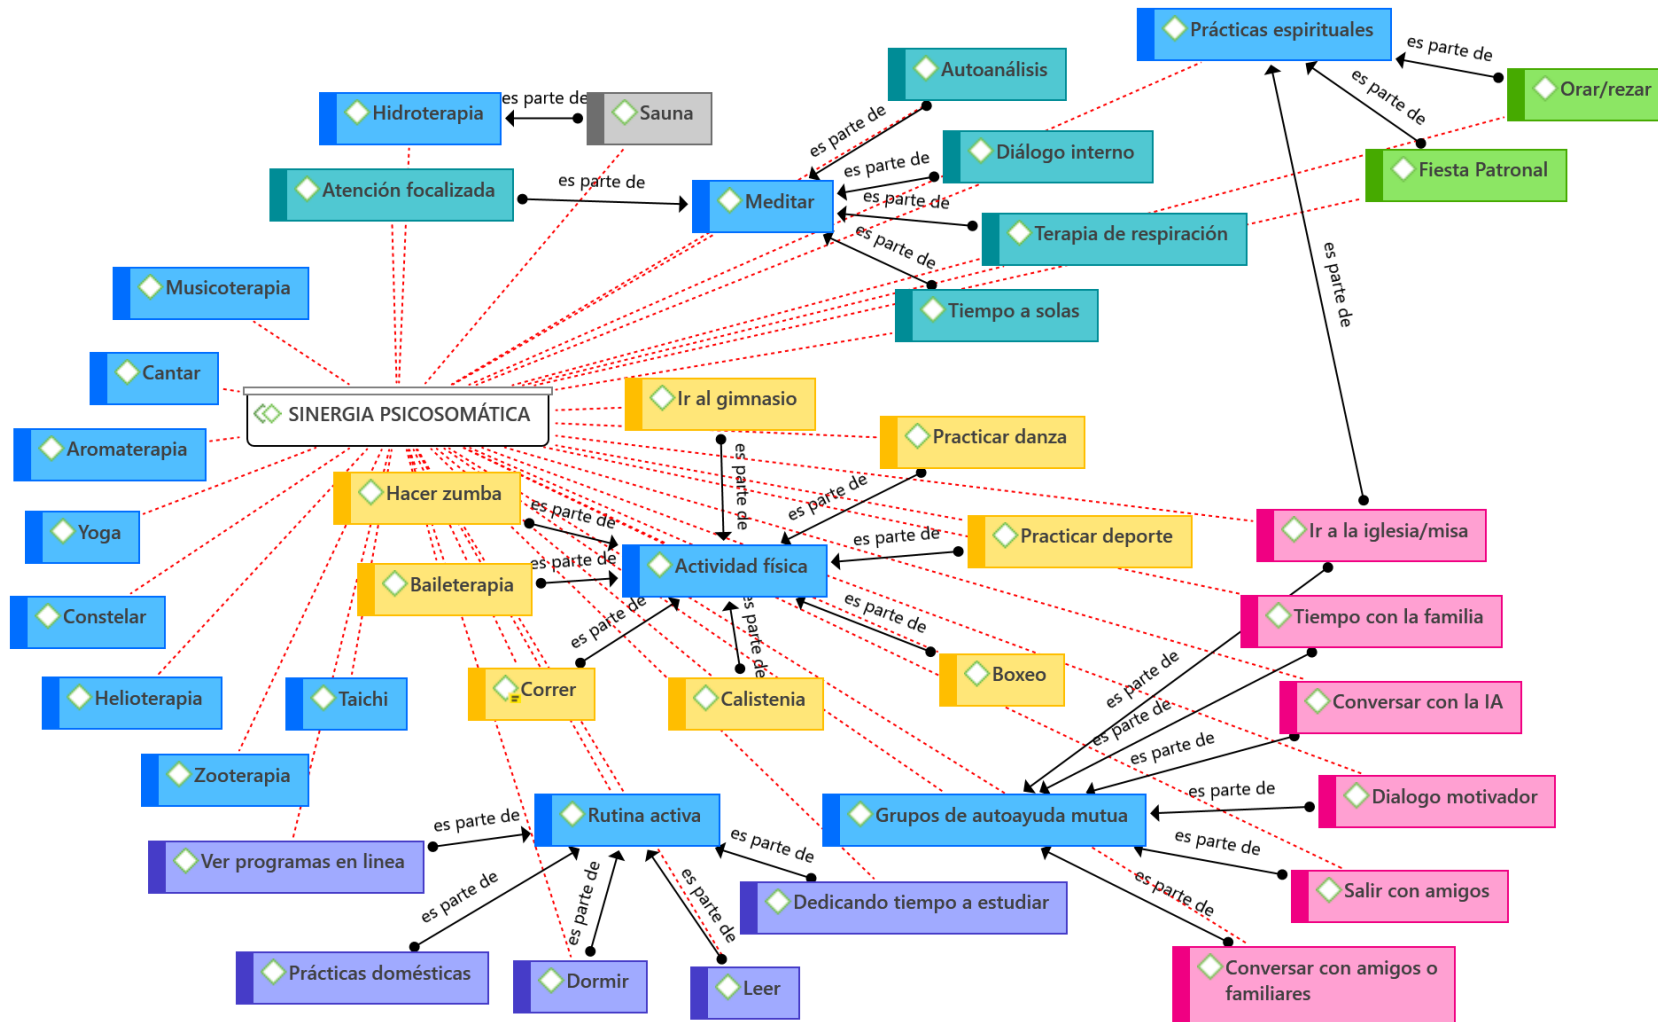 Prácticas espirituales
es parte de
Orar/rezar
Autoanálisis
es parte de
Hidroterapia
es parte de
Sauna
es parte de
Diálogo interno
es parte de
Fiesta Patronal
Atención focalizada
es parte de
Meditar
es parte de
es parte de
Terapia de respiración
es parte de
Tiempo a solas
es parte de
Musicoterapia
Cantar
SINERGIA PSICOSOMÁTICA
Ir al gimnasio
Practicar danza
Aromaterapia
es parte de
Hacer zumba
es parte de
es parte de
Yoga
Practicar deporte
es parte de
Ir a la iglesia/misa
Baileterapia
es parte de
Actividad física
Constelar
es parte de
es parte de
es parte de
Tiempo con la familia
Helioterapia
Taichi
Correr
Calistenia
Boxeo
es parte de
Conversar con la IA
es parte de
es parte de
Zooterapia
es parte de
Dialogo motivador
Rutina activa
Grupos de autoayuda mutua
es parte de
es parte de
es parte de
Ver programas en linea
Salir con amigos
es parte de
es parte de
es parte de
Dedicando tiempo a estudiar
es parte de
Prácticas domésticas
Dormir
Leer
Conversar con amigos o
familiares